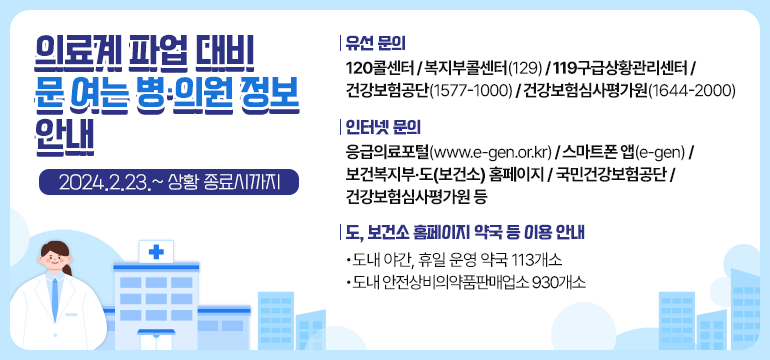 의료계 파업 대비
문 여는 병·의원 정보
안내
2024.2.23.~ 상황 종료시까지
유선 문의
120콜센터 / 복지부콜센터(129) / 119구급상황관리센터 /
건강보험공단(1577-1000) / 건강보험심사평가원(1644-2000)
인터넷 문의
응급의료포털(www.e-gen.or.kr) / 스마트폰 앱(e-gen) /
보건복지부·도(보건소) 홈페이지 / 국민건강보험공단 /
건강보험심사평가원 등
도, 보건소 홈페이지 약국 등 이용 안내
•도내 야간, 휴일 운영 약국 113개소
•도내 안전상비의약품판매업소 930개소